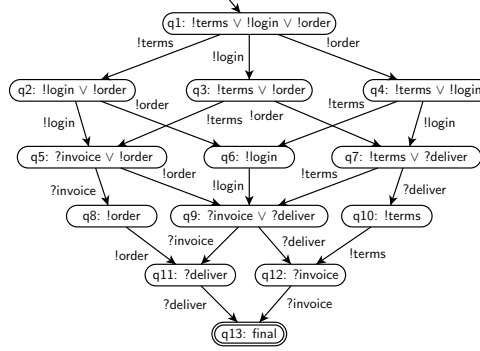 q1: !terms ∨ !login ∨ !order
!terms
!login
!order
q2: !login ∨ !order
q3: !terms ∨ !order
q4: !terms ∨ !login
!login
!order
!terms
!order
!terms
!login
q5: ?invoice ∨ !order
q6: !login
q7: !terms ∨ ?deliver
?invoice
!order
!login
!terms
?deliver
q8: !order
q9: ?invoice ∨ ?deliver
q10: !terms
!order
?invoice
?deliver
!terms
q11: ?deliver
q12: ?invoice
?deliver
?invoice
q13: final